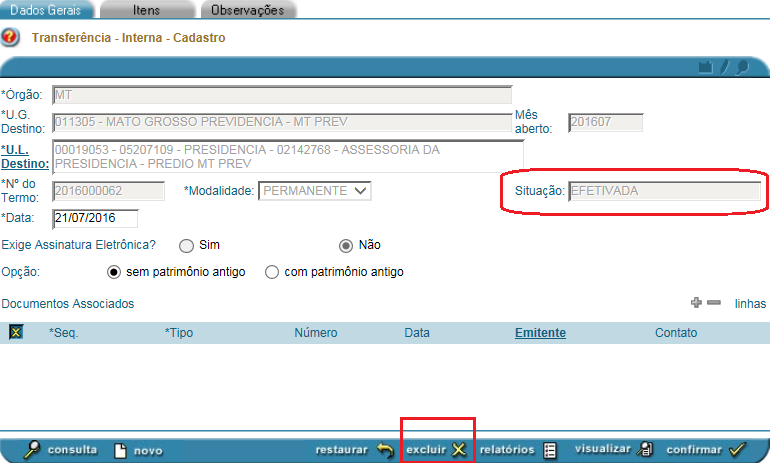 Dados Gerais Itens Observações
Transferência - Interna - Cadastro
*Órgão: MT
*U.G. Destino: 011305 - MATO GROSSO PREVIDENCIA - MT PREV Mês aberto: 201607
*U.L. Destino: 00019053 - 05207109 - PRESIDENCIA - 02142768 - ASSESSORIA DA
PRESIDENCIA - PREDIO MT PREV
*Nº do Termo: 2016000062 *Modalidade: PERMANENTE Situação: EFETIVADA
*Data: 21/07/2016
Exige Assinatura Eletrônica? Sim Não
Opção: sem patrimônio antigo com patrimônio antigo
Documentos Associados linhas
*Seq. *Tipo Número Data Emitente Contato
consulta novo restaurar excluir relatórios visualizar confirmar